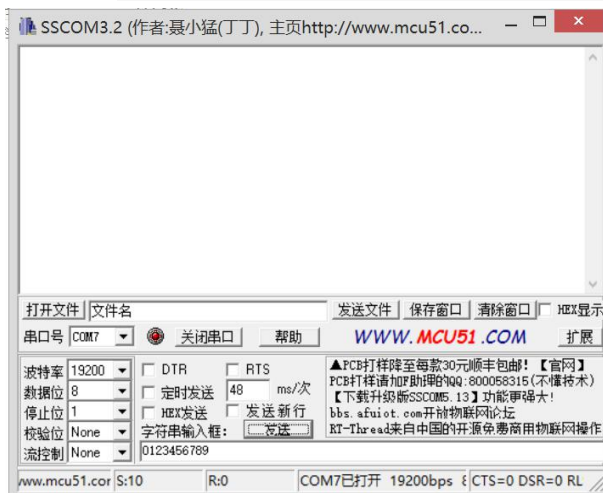 SSCOM3.2 (作者:聂小猛(丁丁), 主页http://www.mcu51.co...
打开文件 文件名 发送文件 保存窗口 清除窗口 HEX显示
串口号 COM7 关闭串口 帮助 WWW.MCU51.COM 扩展
波特率 19200 DTR RTS
数据位 8 定时发送 48 ms/次
停止位 1 HEX发送 发送新行
校验位 None 字符串输入框: 发送
流控制 None 0123456789
▲PCB打样降至每款30元顺丰包邮!【官网】
PCB打样请加P助理的QQ:800058315(不懂技术)
【下载升级版SSCOM5.13】功能更强大!
bbs.afuiot.com开放物联网论坛
RT-Thread来自中国的开源免费商用物联网操作
www.mcu51.cor S:10 R:0 COM7已打开 19200bps 8 CTS=0 DSR=0 RL